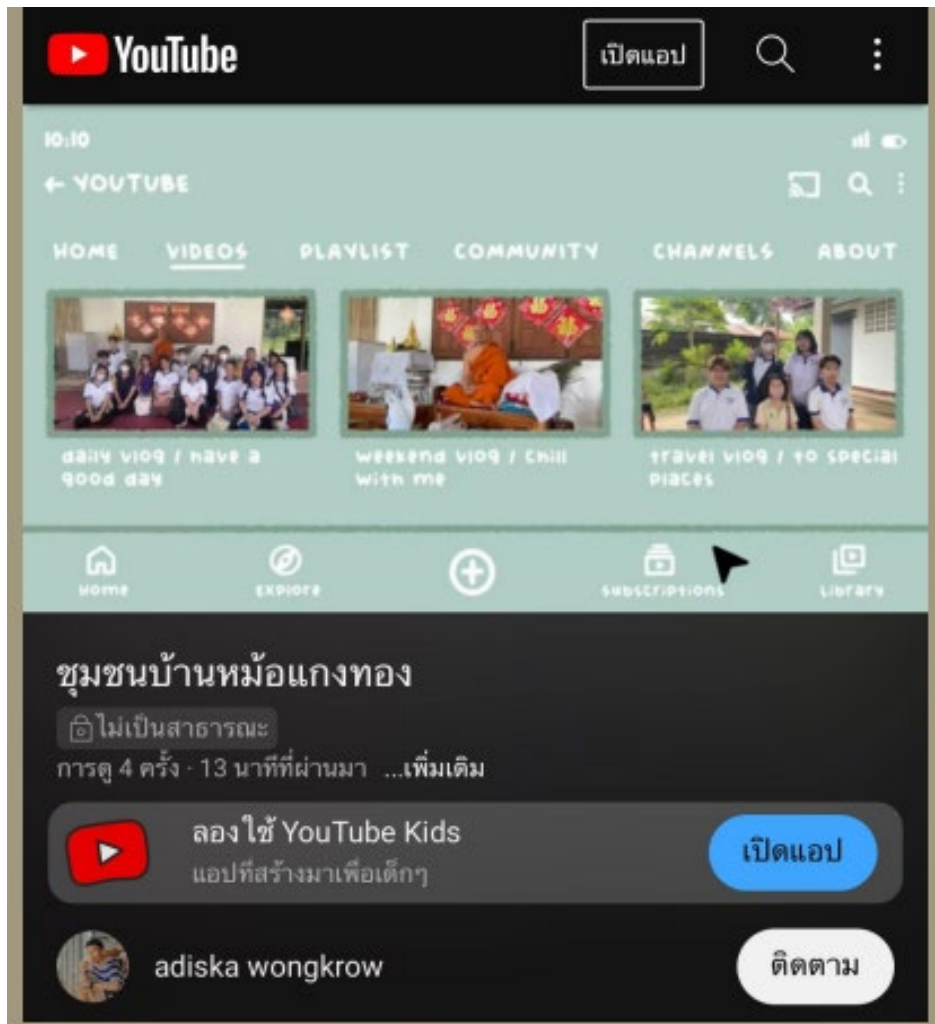 YouTube เปิดแอป
10:10
← YOUTUBE
HOME VIDEOS PLAYLIST COMMUNITY CHANNELS ABOUT
daily vlog / have a
good day
weekend vlog / chill
with me
travel vlog / to special
places
Home Explore Subscriptions Library
ชุมชนบ้านหม้อแกงทอง
ไม่เป็นสาธารณะ
การดู 4 ครั้ง · 13 นาทีที่ผ่านมา ...เพิ่มเติม
ลองใช้ YouTube Kids
แอปที่สร้างมาเพื่อเด็กๆ
เปิดแอป
adiska wongkrow
ติดตาม